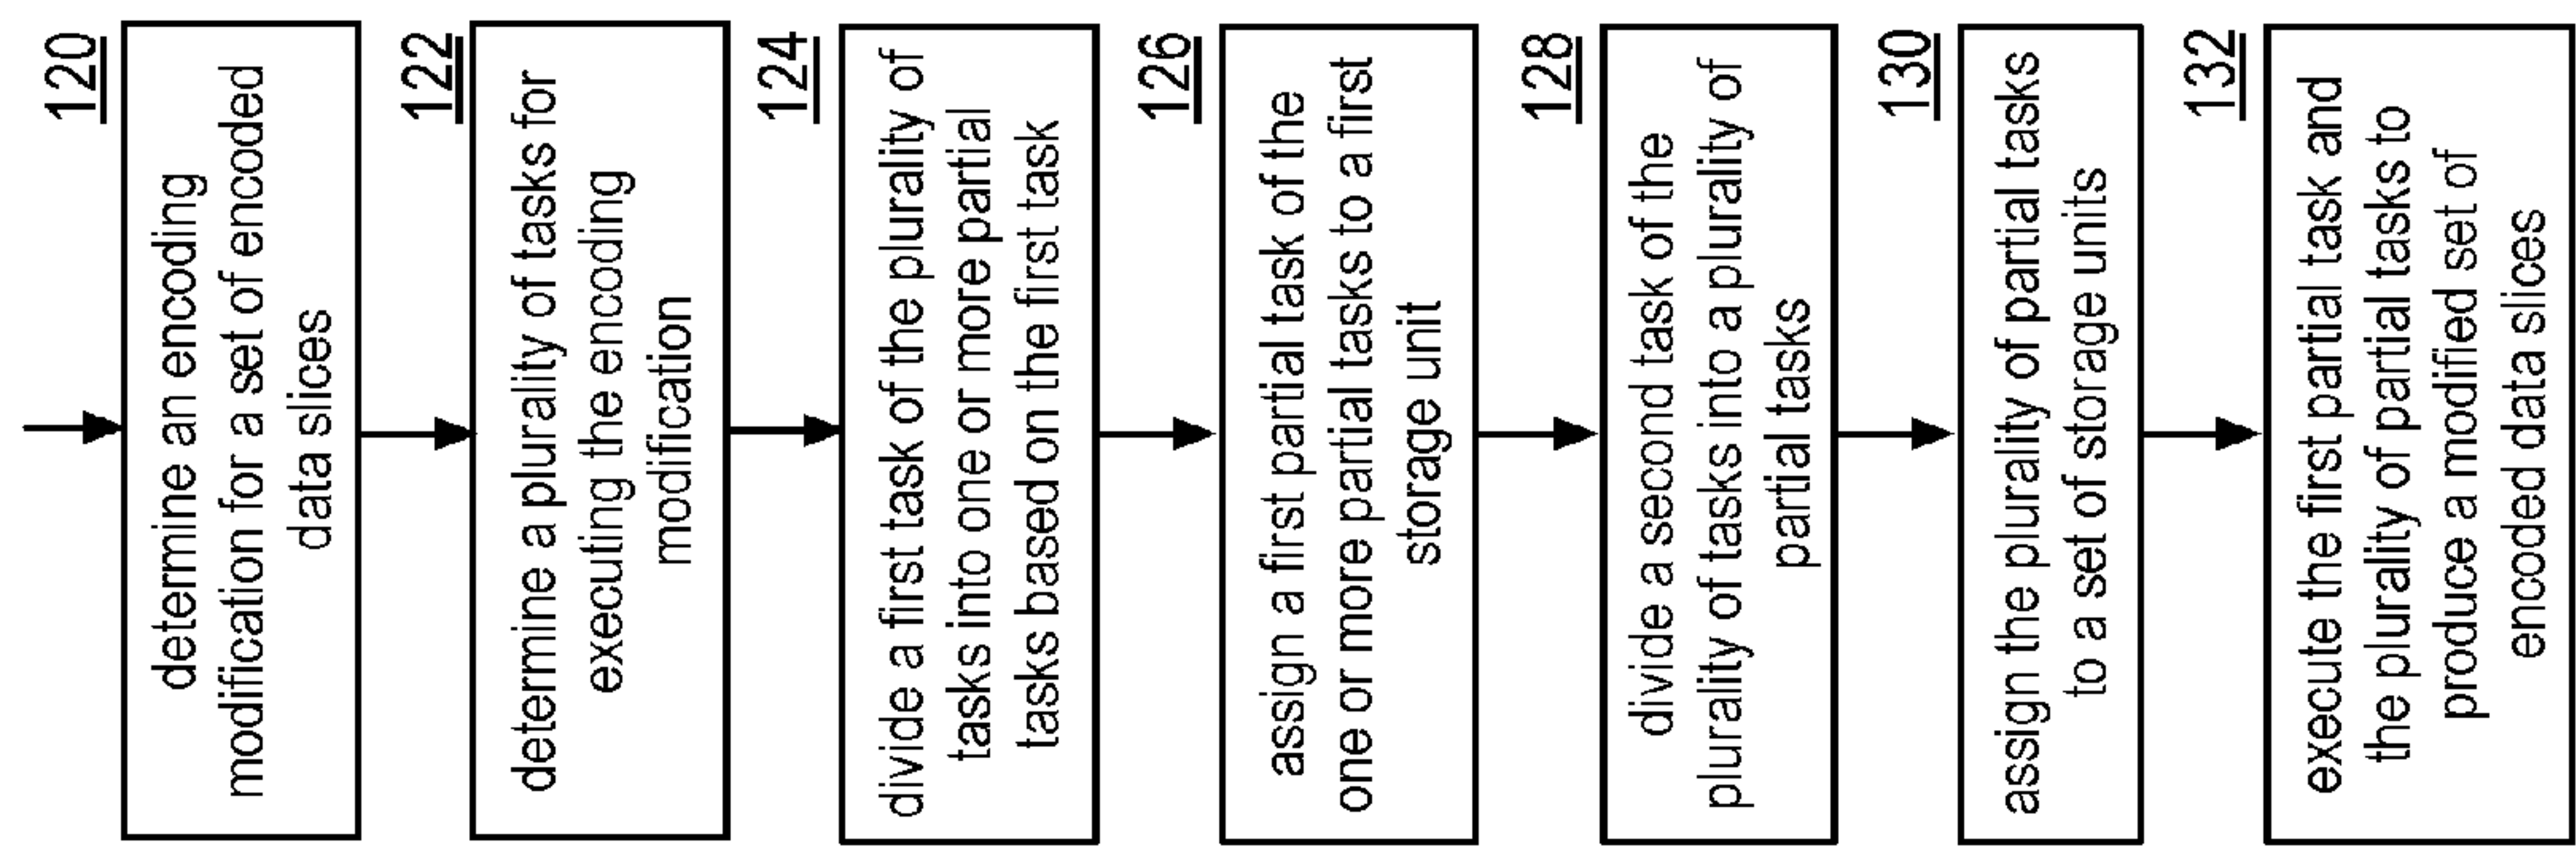 120
determine an encoding
modification for a set of encoded
data slices
122
determine a plurality of tasks for
executing the encoding
modification
124
divide a first task of the plurality of
tasks into one or more partial
tasks based on the first task
126
assign a first partial task of the
one or more partial tasks to a first
storage unit
128
divide a second task of the
plurality of tasks into a plurality of
partial tasks
130
assign the plurality of partial tasks
to a set of storage units
132
execute the first partial task and
the plurality of partial tasks to
produce a modified set of
encoded data slices